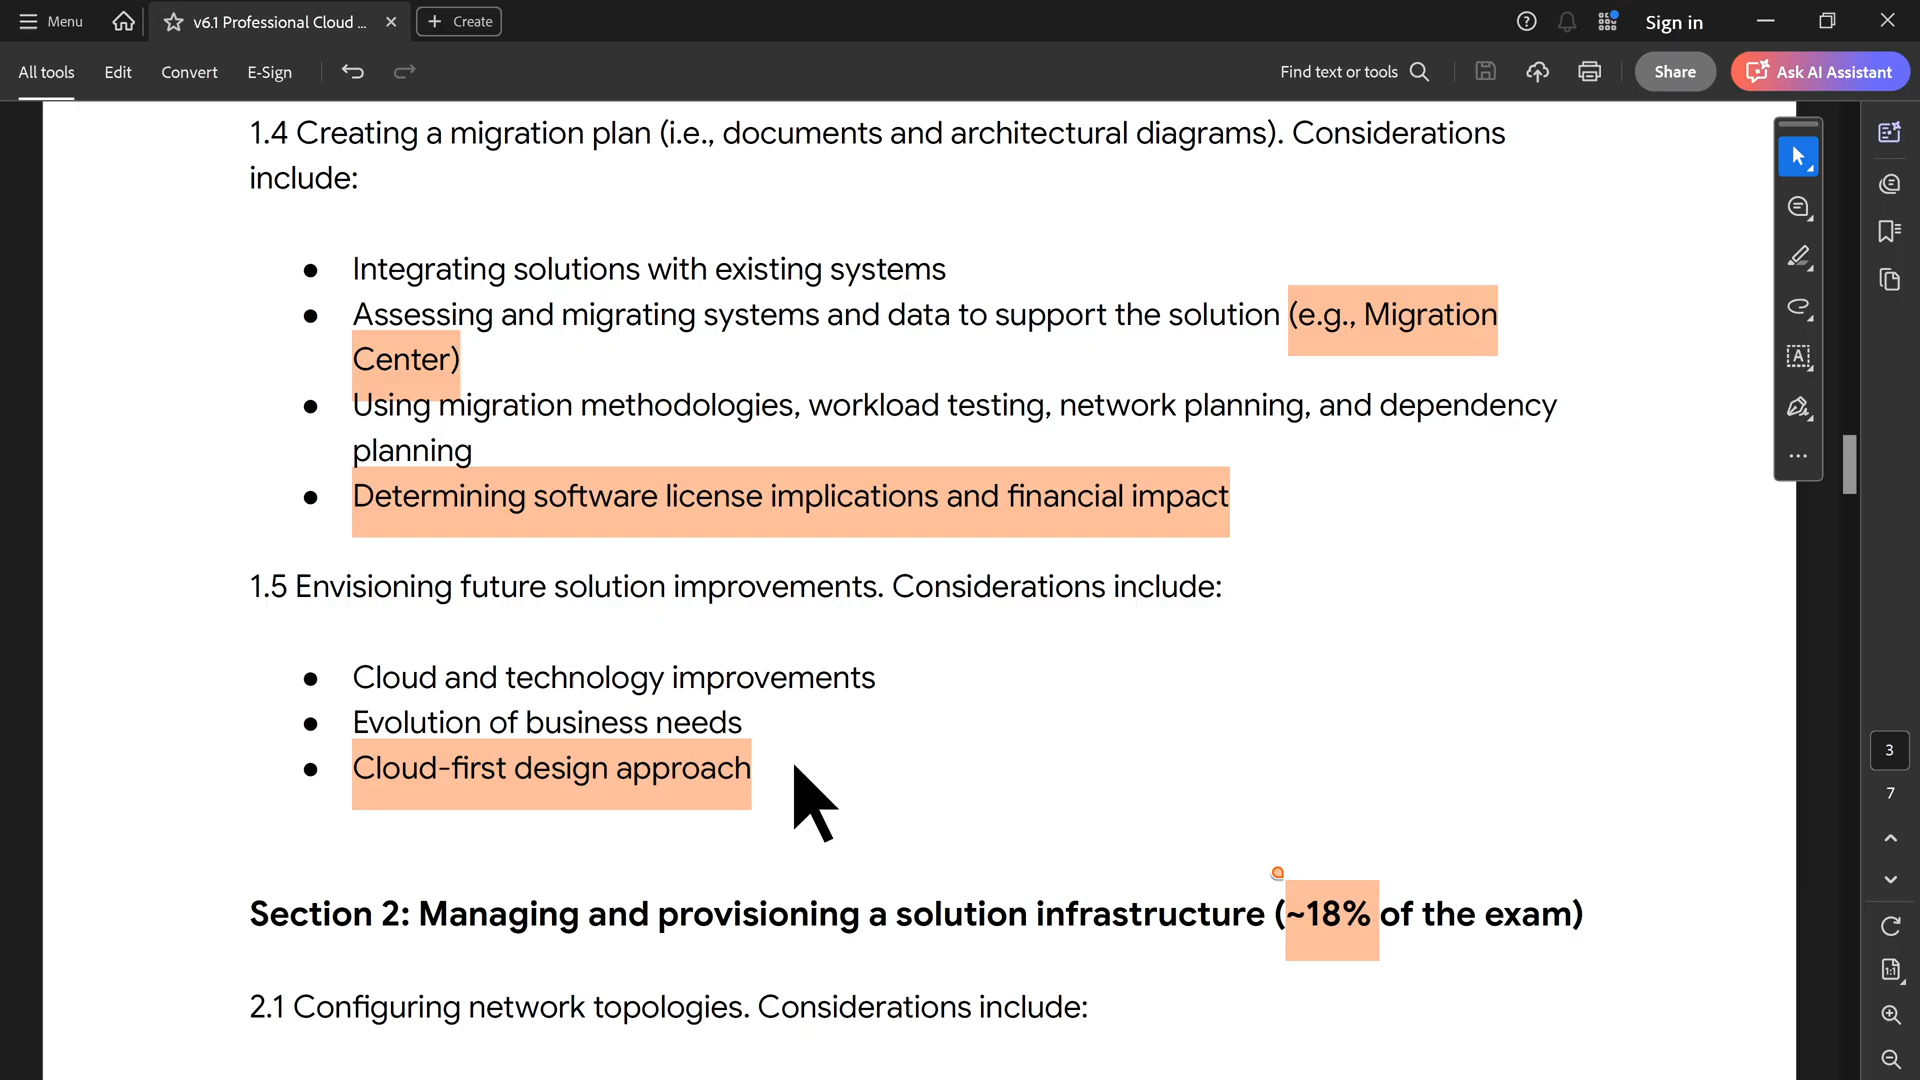 Menu
v6.1 Professional Cloud ...
Create
Sign in
All tools
Edit
Convert
E-Sign
Find text or tools
Share
Ask AI Assistant
1.4 Creating a migration plan (i.e., documents and architectural diagrams). Considerations
include:
● Integrating solutions with existing systems
● Assessing and migrating systems and data to support the solution (e.g., Migration
Center)
● Using migration methodologies, workload testing, network planning, and dependency
planning
● Determining software license implications and financial impact
1.5 Envisioning future solution improvements. Considerations include:
● Cloud and technology improvements
● Evolution of business needs
● Cloud-first design approach
Section 2: Managing and provisioning a solution infrastructure (~18% of the exam)
2.1 Configuring network topologies. Considerations include:
3
7